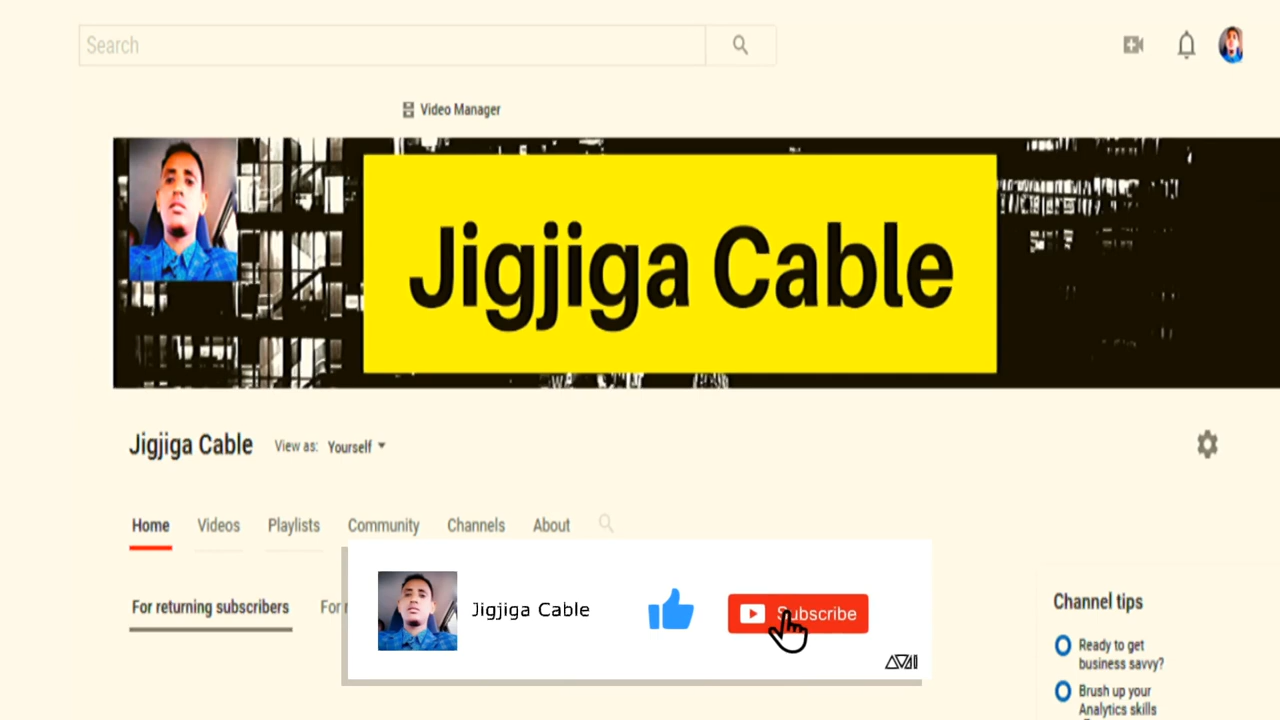 Search
Video Manager
Jigjiga Cable
Jigjiga Cable View as: Yourself
Home Videos Playlists Community Channels About
For returning subscribers For
Jigjiga Cable Subscribe
Channel tips
Ready to get
business savvy?
Brush up your
Analytics skills